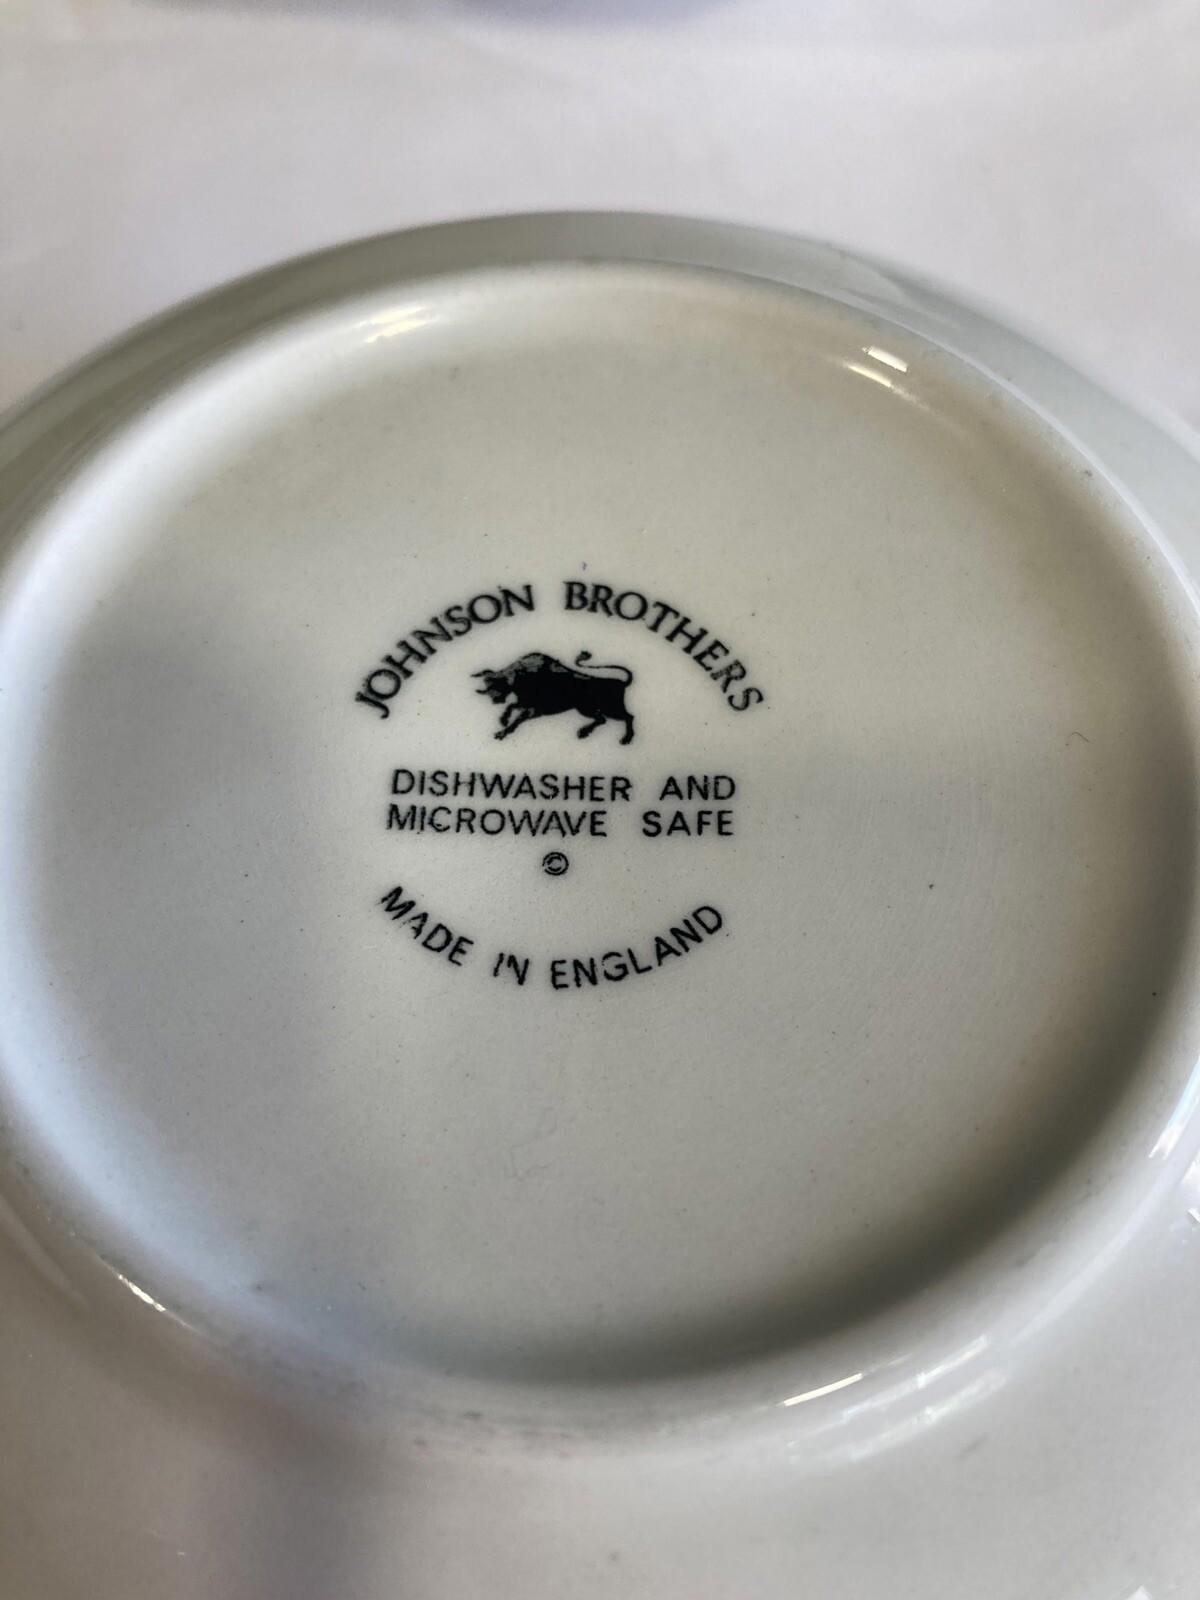 JOHNSON BROTHERS
DISHWASHER AND
MICROWAVE SAFE
©
MADE IN ENGLAND